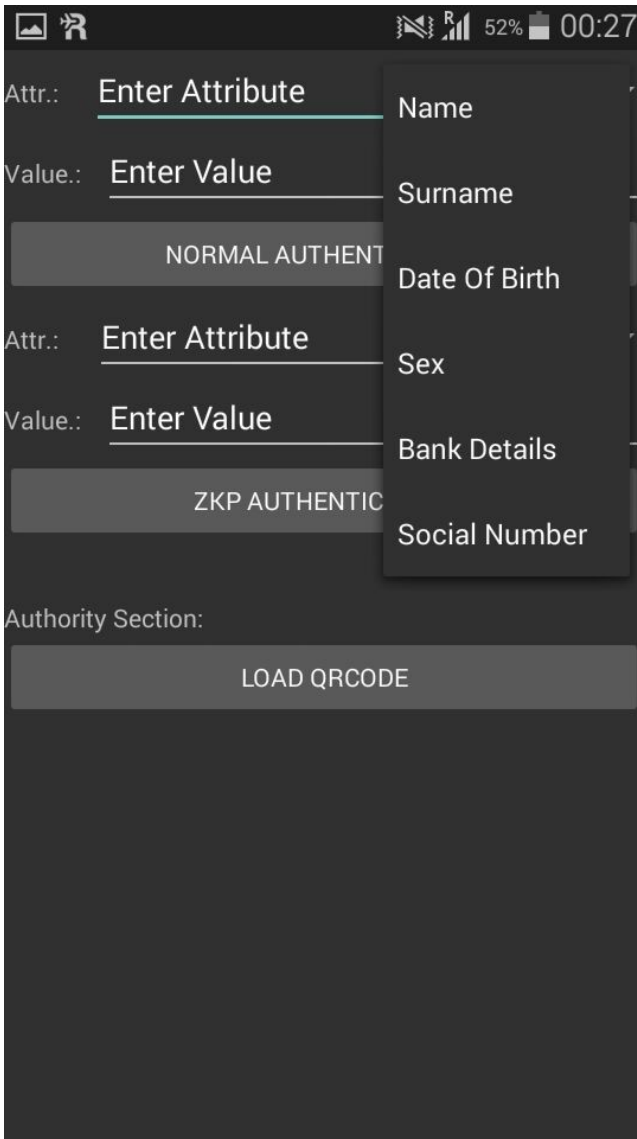 R 52% 00:27
Attr.: Enter Attribute
Name
Value.: Enter Value
Surname
NORMAL AUTHENT
Date Of Birth
Attr.: Enter Attribute
Sex
Value.: Enter Value
Bank Details
ZKP AUTHENTIC
Social Number
Authority Section:
LOAD QRCODE